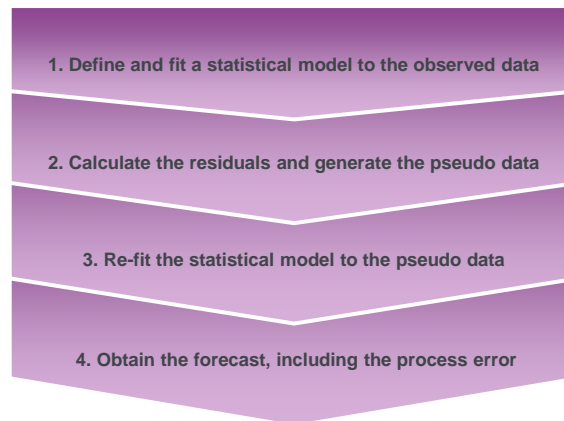 1. Define and fit a statistical model to the observed data
2. Calculate the residuals and generate the pseudo data
3. Re-fit the statistical model to the pseudo data
4. Obtain the forecast, including the process error